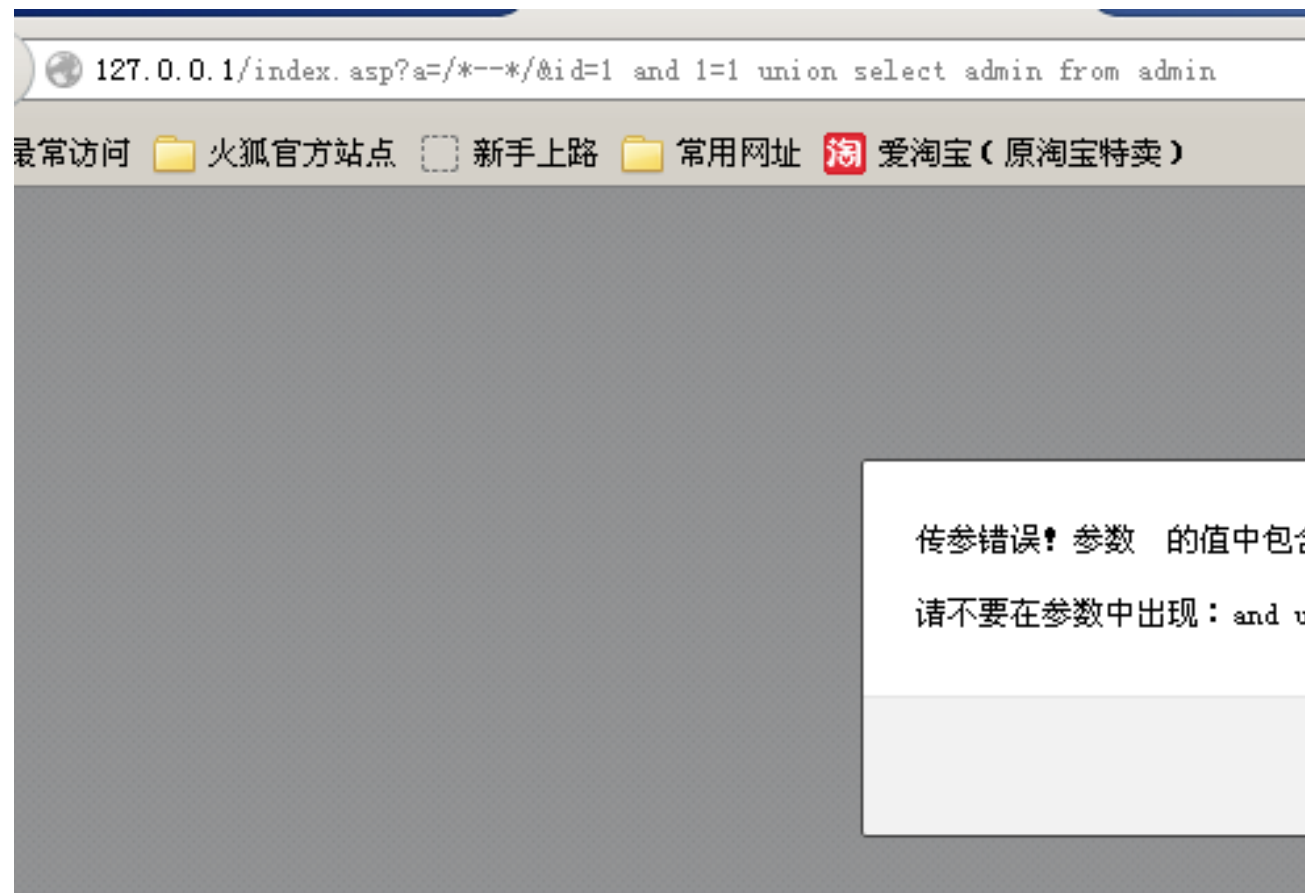 127.0.0.1/index.asp?a=/*--*/&id=1 and 1=1 union select admin from admin
最常访问 火狐官方站点 新手上路 常用网址 淘 爱淘宝(原淘宝特卖)
传参错误!参数 的值中包含
请不要在参数中出现:and u